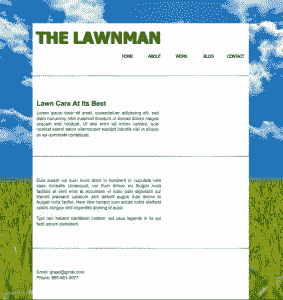 THE LAWNMAN
HOME ABOUT WORK BLOG CONTACT
Lawn Care At Its Best
Lorem ipsum dolor sit amet, consectetuer adipiscing elit, sed
diam nonummy nibh euismod tincidunt ut laoreet dolore magna
aliquam erat volutpat. Ut wisi enim ad minim veniam, quis
nostrud exerci tation ullamcorper suscipit lobortis nisl ut aliquip
ex ea commodo consequat.
Duis autem vel eum iriure dolor in hendrerit in vulputate velit
esse molestie consequat, vel illum dolore eu feugiat nulla
facilisis at vero eros et accumsan et iusto odio dignissim qui
blandit praesent luptatum zzril delenit augue duis dolore te
feugait nulla facilisi. Nam liber tempor cum soluta nobis eleifend
option congue nihil imperdiet doming id quod.
Typi non habent claritatem insitam; est usus legentis in iis qui
facit eorum claritatem.
Email: grass@gmail.com
Phone: